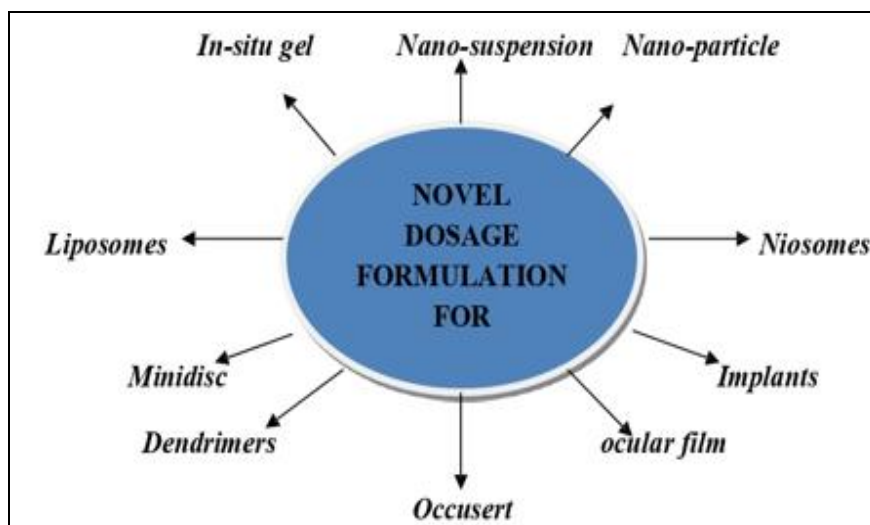 In-situ gel
Nano-suspension
Nano-particle
NOVEL
DOSAGE
FORMULATION
FOR
Liposomes
Niosomes
Minidisc
Implants
Dendrimers
ocular film
Occusert